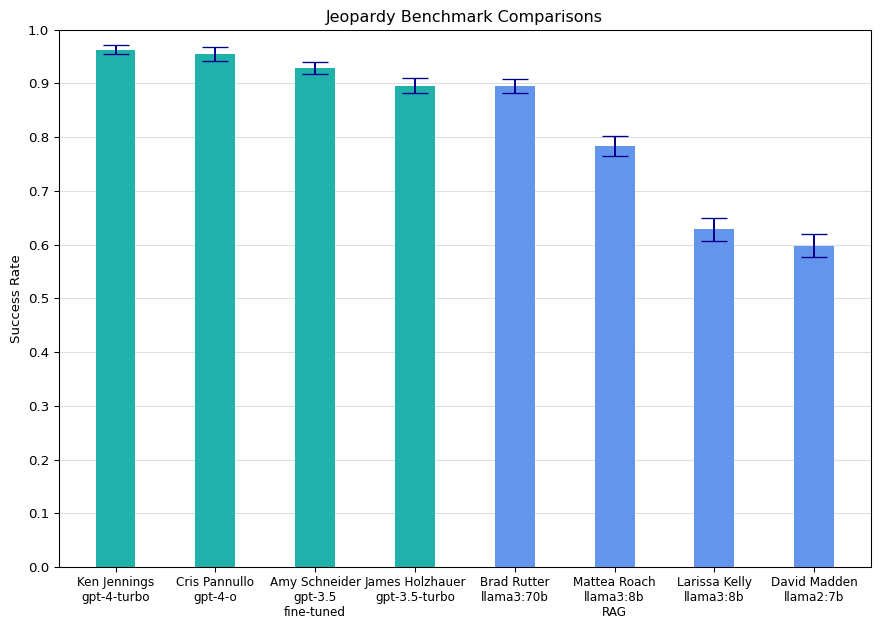 Jeopardy Benchmark Comparisons
Success Rate
1.0
0.9
0.8
0.7
0.6
0.5
0.4
0.3
0.2
0.1
0.0
Ken Jennings
gpt-4-turbo
Cris Pannullo
gpt-4-o
Amy Schneider
gpt-3.5
fine-tuned
James Holzhauer
gpt-3.5-turbo
Brad Rutter
llama3:70b
Mattea Roach
llama3:8b
RAG
Larissa Kelly
llama3:8b
David Madden
llama2:7b